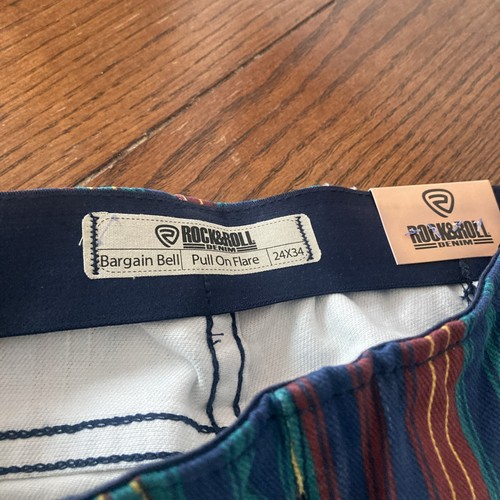 ROCK&ROLL
DENIM
Bargain Bell Pull On Flare 24X34
ROCK&ROLL
DENIM